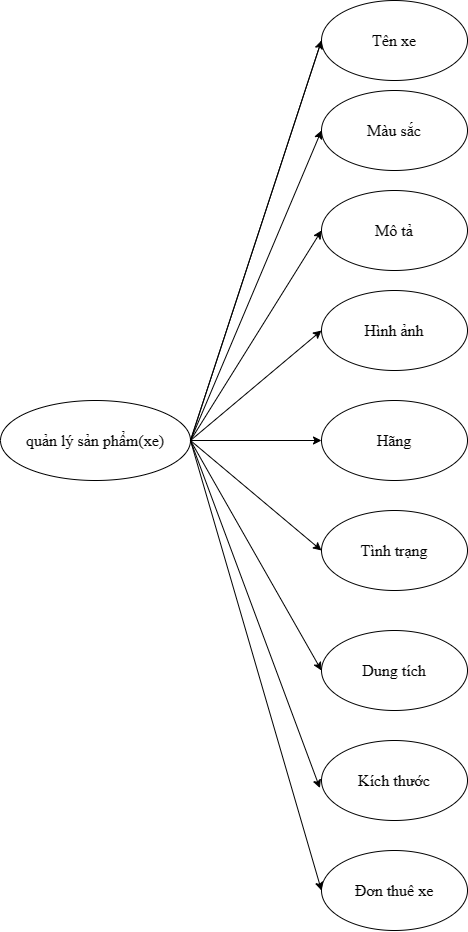 Tên xe
Màu sắc
Mô tả
Hình ảnh
quản lý sản phẩm(xe)
Hãng
Tình trạng
Dung tích
Kích thước
Đơn thuê xe